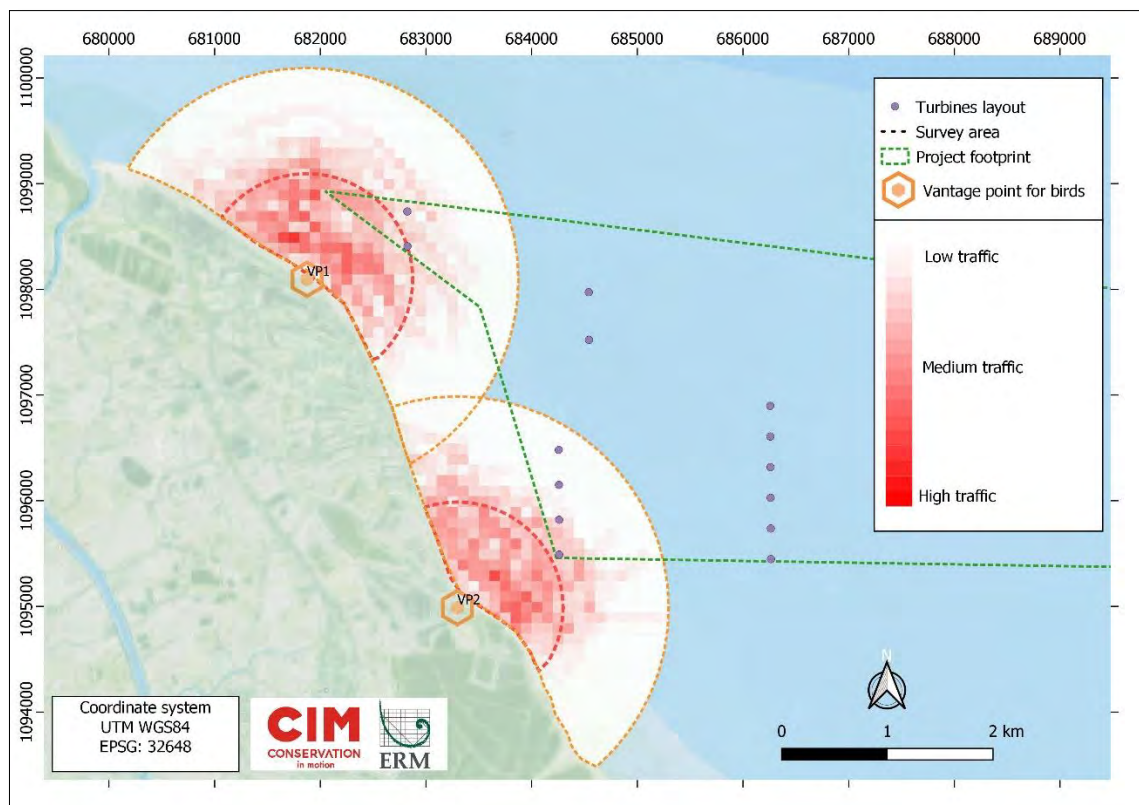 680000 681000 682000 683000 684000 685000 686000 687000 688000 689000
1100000
1099000
1098000
1097000
1096000
1095000
1094000
Turbines layout
Survey area
Project footprint
Vantage point for birds
Low traffic
Medium traffic
High traffic
VP1
VP2
N
0 1 2 km
Coordinate system
UTM WGS84
EPSG: 32648
CIM
CONSERVATION
in motion
ERM